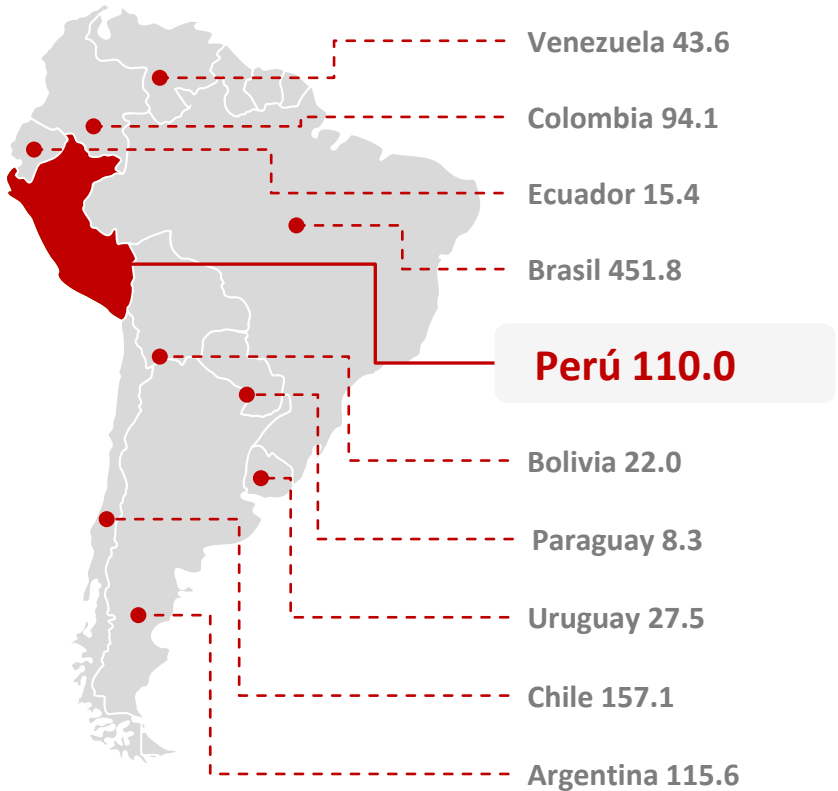 Venezuela 43.6
Colombia 94.1
Ecuador 15.4
Brasil 451.8
Perú 110.0
Bolivia 22.0
Paraguay 8.3
Uruguay 27.5
Chile 157.1
Argentina 115.6